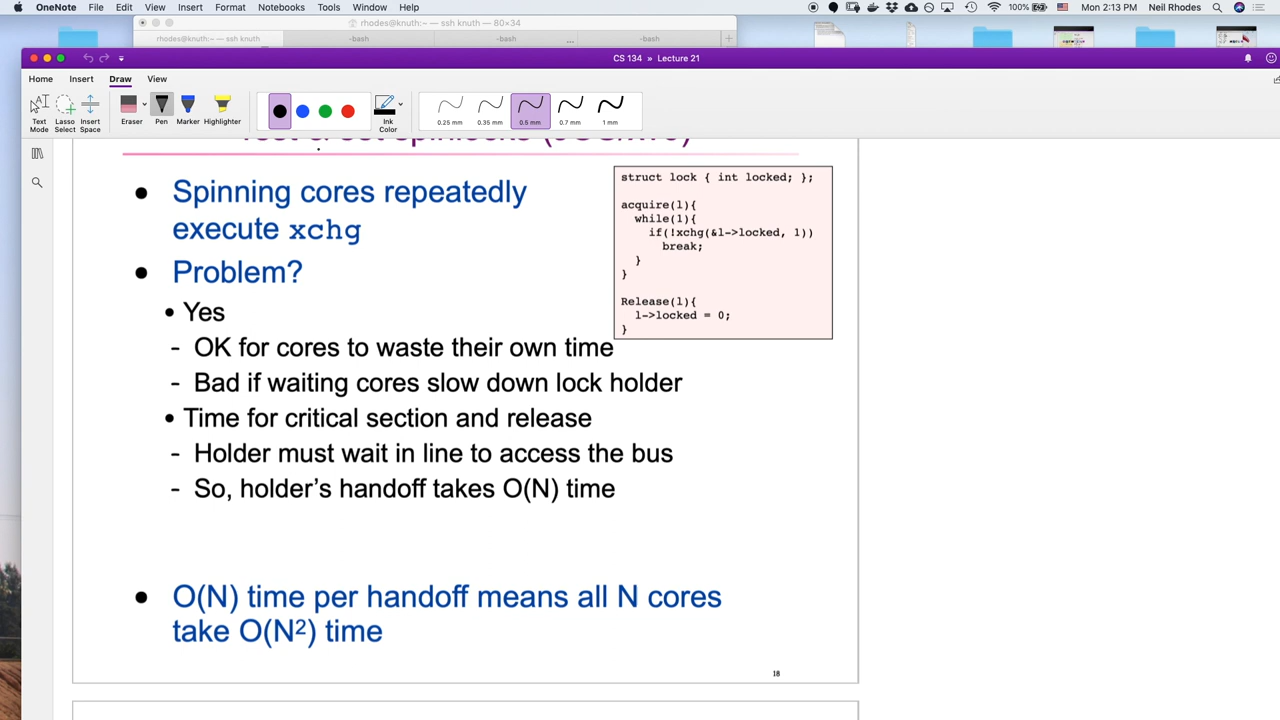 OneNote File Edit View Insert Format Notebooks Tools Window Help 100% Mon 2:13 PM Neil Rhodes
rhodes@knuth:~ — ssh knuth — 80×34
rhodes@knuth:~ — ssh knuth -bash -bash ... -bash
CS 134 » Lecture 21
Home Insert Draw View
Text Mode Lasso Select Insert Space Eraser Pen Marker Highlighter Ink Color 0.25 mm 0.35 mm 0.5 mm 0.7 mm 1 mm
• Spinning cores repeatedly
execute xchg
• Problem?
• Yes
- OK for cores to waste their own time
- Bad if waiting cores slow down lock holder
• Time for critical section and release
- Holder must wait in line to access the bus
- So, holder's handoff takes O(N) time
• O(N) time per handoff means all N cores
take O(N²) time
struct lock { int locked; };
acquire(l){
while(1){
if(!xchg(&l->locked, 1))
break;
}
}
Release(l){
l->locked = 0;
}
18